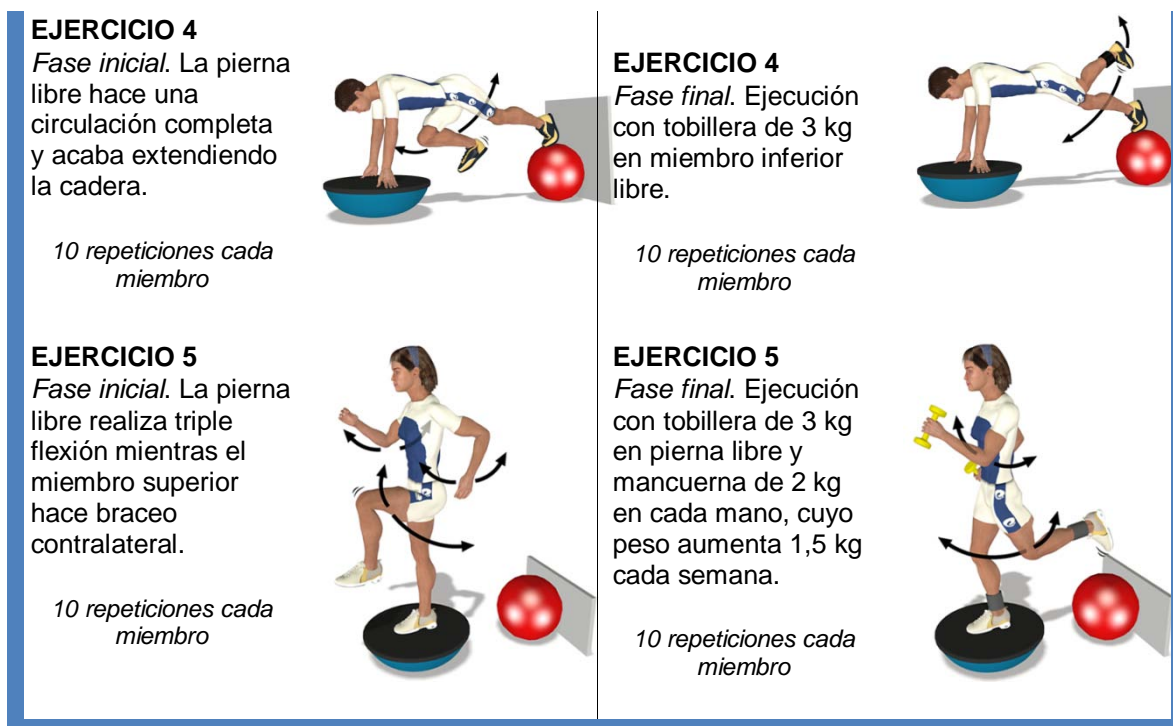 EJERCICIO 4
Fase inicial. La pierna
libre hace una
circulación completa
y acaba extendiendo
la cadera.
10 repeticiones cada
miembro
EJERCICIO 4
Fase final. Ejecución
con tobillera de 3 kg
en miembro inferior
libre.
10 repeticiones cada
miembro
EJERCICIO 5
Fase inicial. La pierna
libre realiza triple
flexión mientras el
miembro superior
hace braceo
contralateral.
10 repeticiones cada
miembro
EJERCICIO 5
Fase final. Ejecución
con tobillera de 3 kg
en pierna libre y
mancuerna de 2 kg
en cada mano, cuyo
peso aumenta 1,5 kg
cada semana.
10 repeticiones cada
miembro